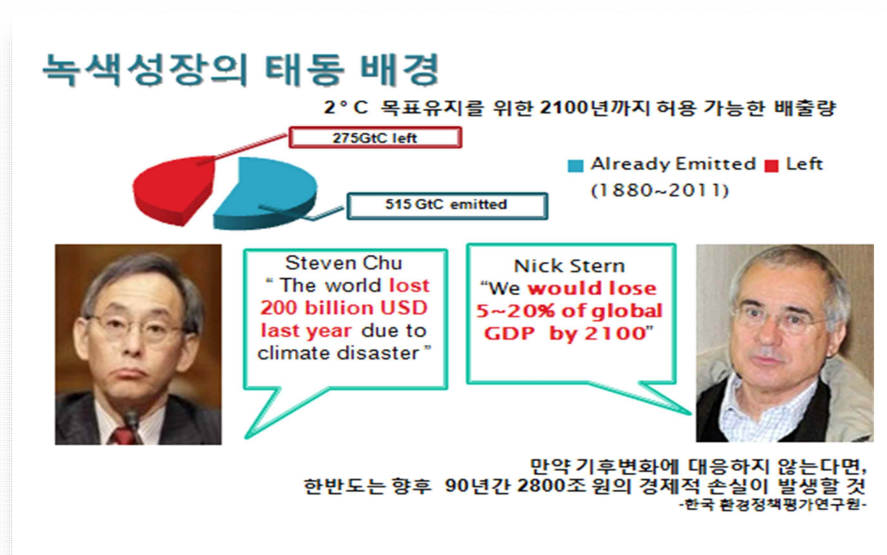 녹색성장의 태동 배경
2°C 목표유지를 위한 2100년까지 허용 가능한 배출량
275GtC left
Already Emitted Left
(1880~2011)
515 GtC emitted
Steven Chu
“ The world lost
200 billion USD
last year due to
climate disaster ”
Nick Stern
“We would lose
5~20% of global
GDP by 2100”
만약 기후변화에 대응하지 않는다면,
한반도는 향후 90년간 2800조 원의 경제적 손실이 발생할 것
-한국 환경정책평가연구원-